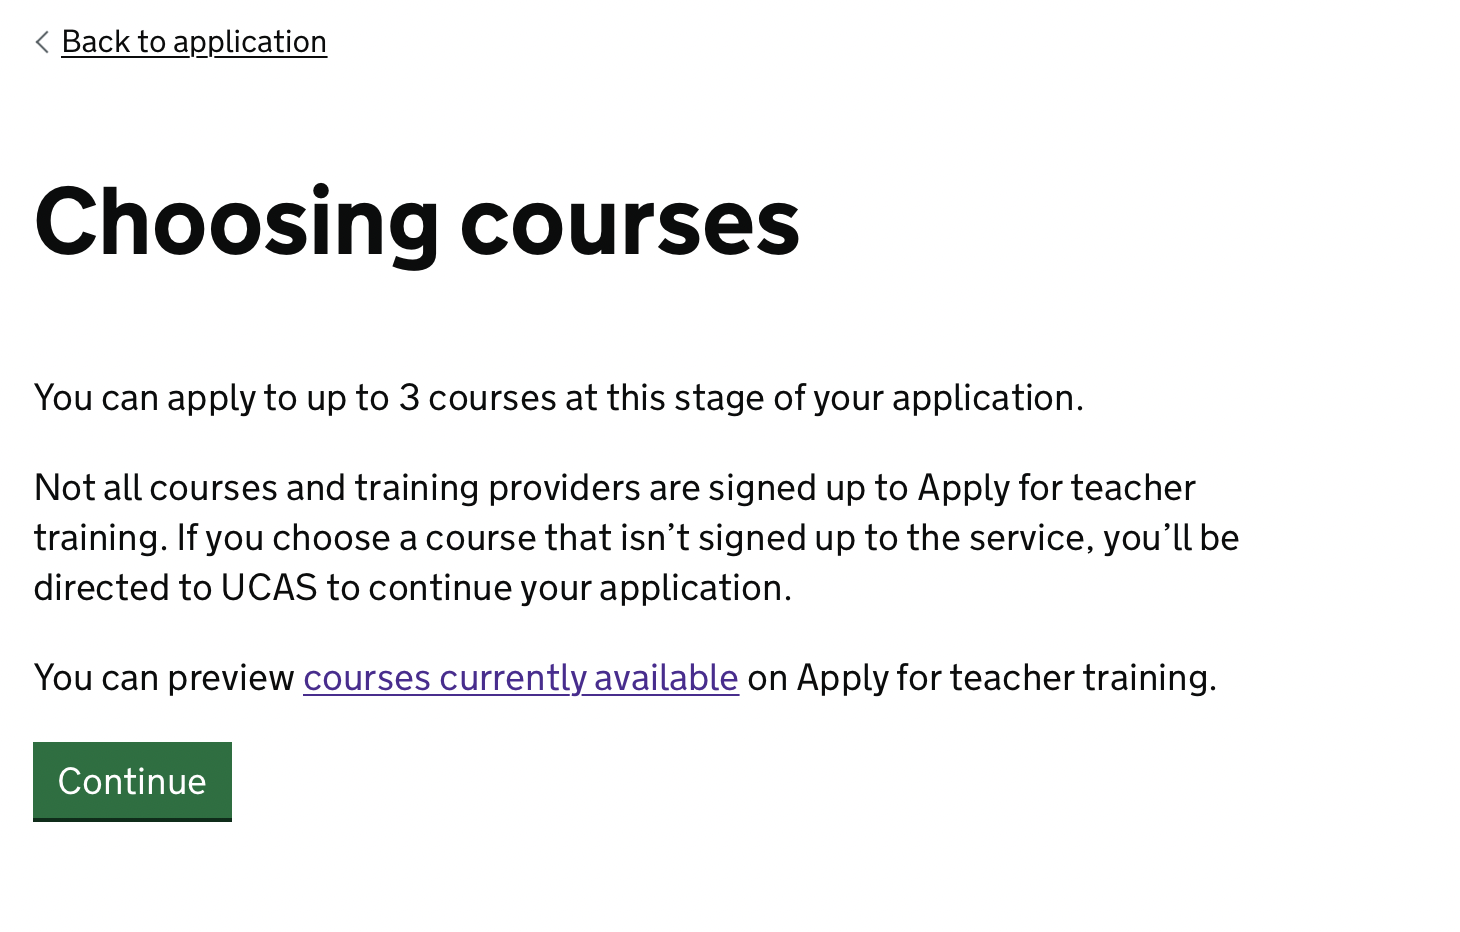 Back to application
Choosing courses
You can apply to up to 3 courses at this stage of your application.
Not all courses and training providers are signed up to Apply for teacher
training. If you choose a course that isn’t signed up to the service, you’ll be
directed to UCAS to continue your application.
You can preview courses currently available on Apply for teacher training.
Continue